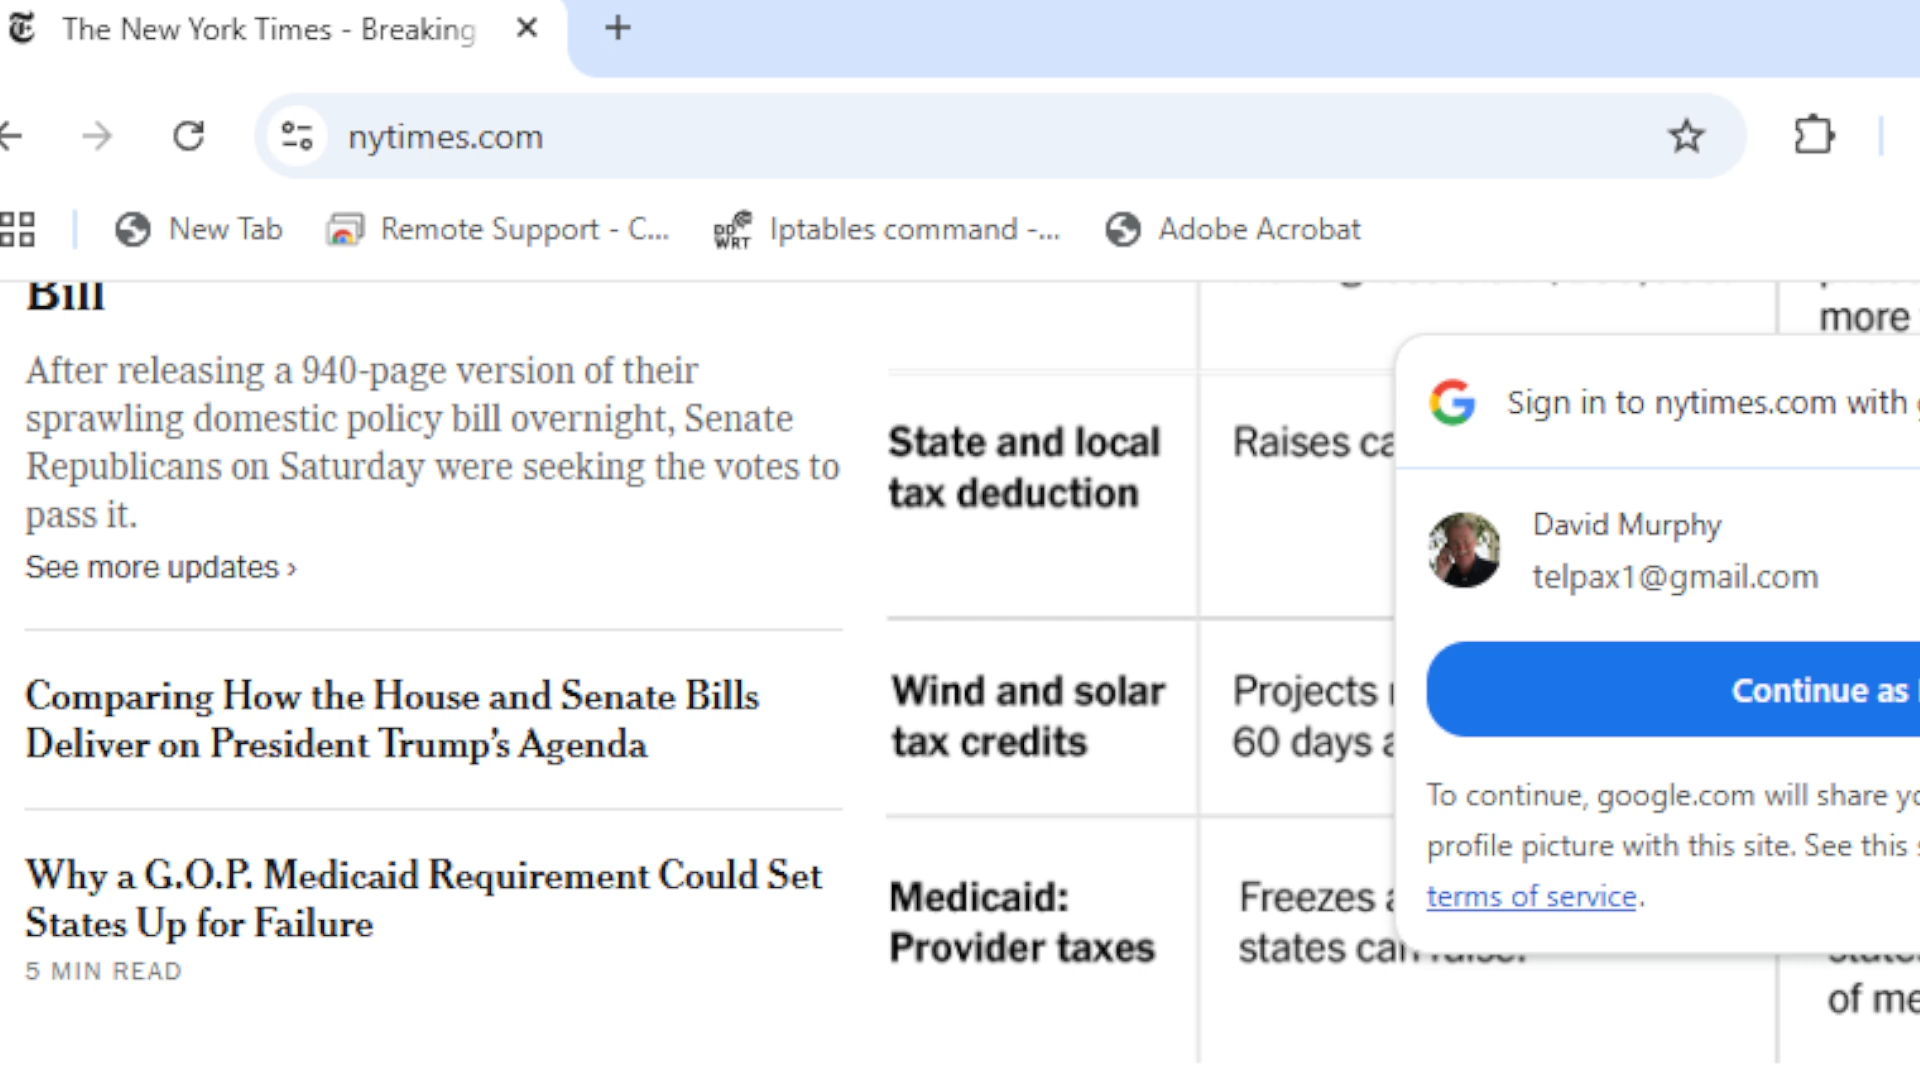 The New York Times - Breaking
nytimes.com
New Tab
Remote Support - C...
Iptables command -...
Adobe Acrobat
Bill
After releasing a 940-page version of their
sprawling domestic policy bill overnight, Senate
Republicans on Saturday were seeking the votes to
pass it.
See more updates ›
Comparing How the House and Senate Bills
Deliver on President Trump's Agenda
Why a G.O.P. Medicaid Requirement Could Set
States Up for Failure
5 MIN READ
more
State and local
tax deduction
Raises
Wind and solar
tax credits
Projects
60 days
Medicaid:
Provider taxes
Freezes
states can raise.
of
Sign in to nytimes.com with
David Murphy
telpax1@gmail.com
Continue as
To continue, google.com will share
profile picture with this site. See this
terms of service.